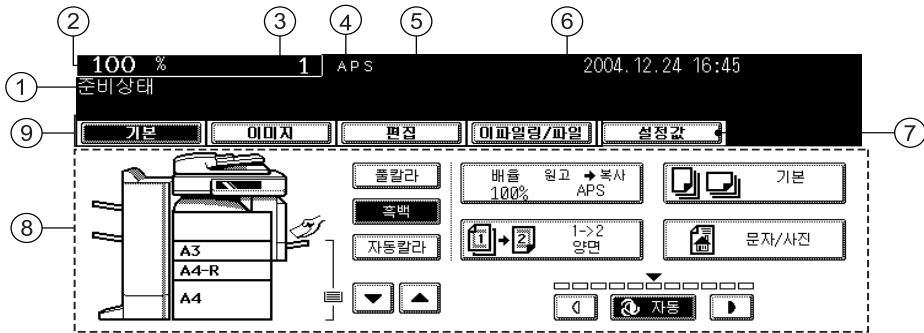 ② ③ ④ ⑤ ⑥
100 % 1 APS 2004.12.24 16:45
① 준비상태
⑨ 기본 이미지 편집 이파일링/파일 설정값 ⑦
⑧
A3
A4-R
A4
풀칼라
흑백
자동칼라
배율 원고 ➔ 복사
100% APS
1 ➔ 2 1->2
양면
기본
문자/사진
자동